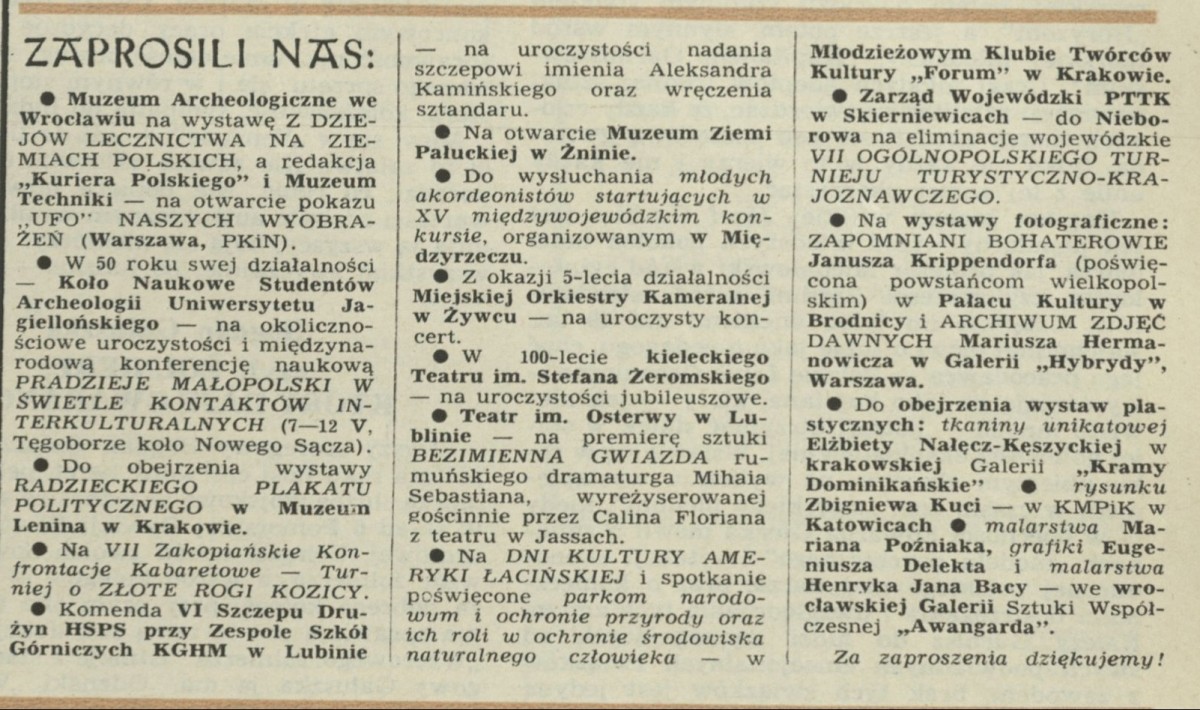 ZAPROSILI NAS:
● Muzeum Archeologiczne we
Wrocławiu na wystawę Z DZIE-
JÓW LECZNICTWA NA ZIE-
MIACH POLSKICH, a redakcja
„Kuriera Polskiego” i Muzeum
Techniki — na otwarcie pokazu
„UFO” NASZYCH WYOBRA-
ŻEŃ (Warszawa, PKiN).
● W 50 roku swej działalności
— Koło Naukowe Studentów
Archeologii Uniwersytetu Ja-
giellońskiego — na okoliczno-
ściowe uroczystości i międzyna-
rodową konferencję naukową
PRADZIEJE MAŁOPOLSKI W
ŚWIETLE KONTAKTÓW IN-
TERKULTURALNYCH (7—12 V,
Tęgoborze koło Nowego Sącza).
● Do obejrzenia wystawy
RADZIECKIEGO PLAKATU
POLITYCZNEGO w Muzeum
Lenina w Krakowie.
● Na VII Zakopiańskie Kon-
frontacje Kabaretowe — Tur-
niej o ZŁOTE ROGI KOZICY.
● Komenda VI Szczepu Dru-
żyn HSPS przy Zespole Szkół
Górniczych KGHM w Lubinie
— na uroczystości nadania
szczepowi imienia Aleksandra
Kamińskiego oraz wręczenia
sztandaru.
● Na otwarcie Muzeum Ziemi
Pałuckiej w Żninie.
● Do wysłuchania młodych
akordeonistów startujących w
XV międzywojewódzkim kon-
kursie, organizowanym w Mię-
dzyrzeczu.
● Z okazji 5-lecia działalności
Miejskiej Orkiestry Kameralnej
w Żywcu — na uroczysty kon-
cert.
● W 100-lecie kieleckiego
Teatru im. Stefana Żeromskiego
— na uroczystości jubileuszowe.
● Teatr im. Osterwy w Lu-
blinie — na premierę sztuki
BEZIMIENNA GWIAZDA ru-
muńskiego dramaturga Mihaia
Sebastiana, wyreżyserowanej
gościnnie przez Calina Floriana
z teatru w Jassach.
● Na DNI KULTURY AME-
RYKI ŁACIŃSKIEJ i spotkanie
poświęcone parkom narodo-
wum i ochronie przyrody oraz
ich roli w ochronie środowiska
naturalnego człowieka — w
Młodzieżowym Klubie Twórców
Kultury „Forum” w Krakowie.
● Zarząd Wojewódzki PTTK
w Skierniewicach — do Niebo-
rowa na eliminacje wojewódzkie
VII OGÓLNOPOLSKIEGO TUR-
NIEJU TURYSTYCZNO-KRA-
JOZNAWCZEGO.
● Na wystawy fotograficzne:
ZAPOMNIANI BOHATEROWIE
Janusza Krippendorfa (poświę-
cona powstańcom wielkopol-
skim) w Pałacu Kultury w
Brodnicy i ARCHIWUM ZDJĘĆ
DAWNYCH Mariusza Herma-
nowicza w Galerii „Hybrydy”,
Warszawa.
● Do obejrzenia wystaw pla-
stycznych: tkaniny unikatowej
Elżbiety Nałęcz-Kęszyckiej w
krakowskiej Galerii „Kramy
Dominikańskie” ● rysunku
Zbigniewa Kuci — w KMPiK w
Katowicach ● malarstwa Ma-
riana Poźniaka, grafiki Euge-
niusza Delekta i malarstwa
Henryka Jana Bacy — we wro-
cławskiej Galerii Sztuki Współ-
czesnej „Awangarda”.
Za zaproszenia dziękujemy!